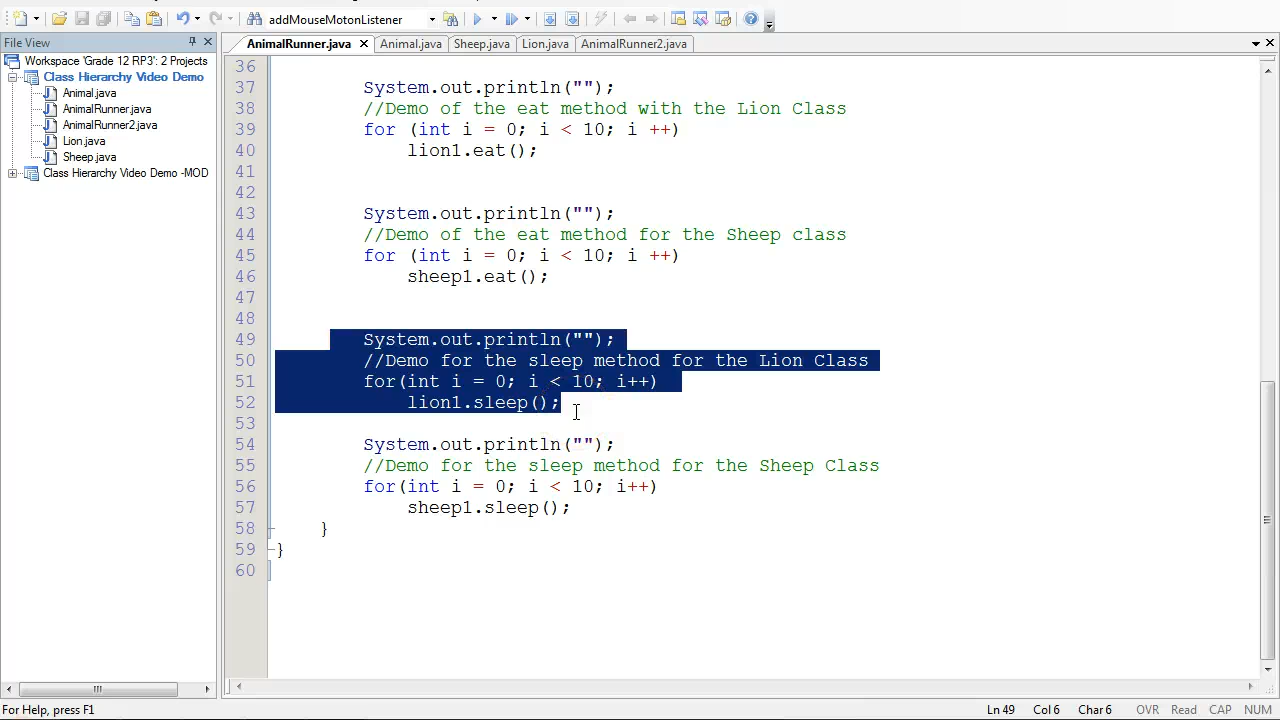 addMouseMotonListener
File View
AnimalRunner.java Animal.java Sheep.java Lion.java AnimalRunner2.java
Workspace 'Grade 12 RP3': 2 Projects
Class Hierarchy Video Demo
Animal.java
AnimalRunner.java
AnimalRunner2.java
Lion.java
Sheep.java
Class Hierarchy Video Demo -MOD
36
37 System.out.println("");
38 //Demo of the eat method with the Lion Class
39 for (int i = 0; i < 10; i ++)
40 lion1.eat();
41
42
43 System.out.println("");
44 //Demo of the eat method for the Sheep class
45 for (int i = 0; i < 10; i ++)
46 sheep1.eat();
47
48
49 System.out.println("");
50 //Demo for the sleep method for the Lion Class
51 for(int i = 0; i < 10; i++)
52 lion1.sleep();
53
54 System.out.println("");
55 //Demo for the sleep method for the Sheep Class
56 for(int i = 0; i < 10; i++)
57 sheep1.sleep();
58 }
59 }
60
For Help, press F1
Ln 49 Col 6 Char 6 OVR Read CAP NUM